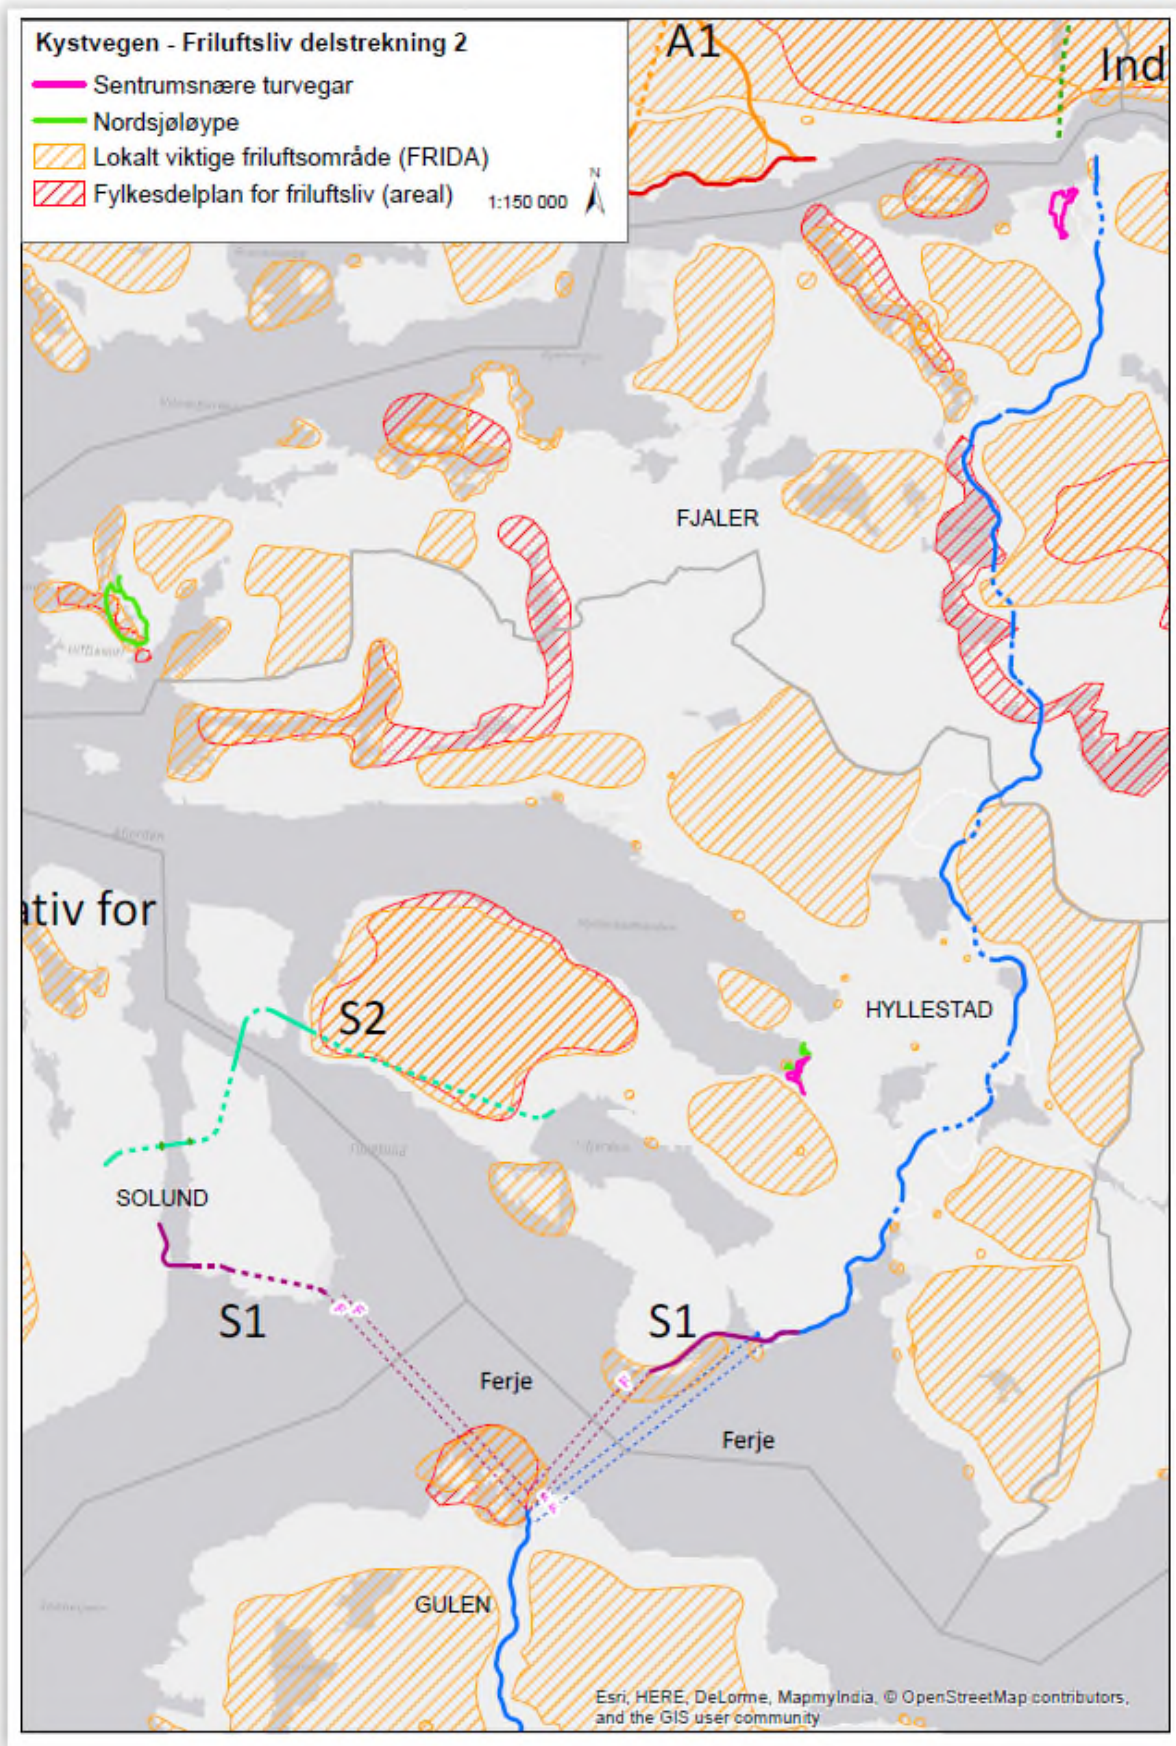 Kystvegen - Friluftsliv delstrekning 2
Sentrumsnære turvegar
Nordsjøløype
Lokalt viktige friluftsområde (FRIDA)
Fylkesdelplan for friluftsliv (areal)
1:150 000
N
A1
Ind
FJALER
ativ for
S2
HYLLESTAD
SOLUND
S1
S1
Ferje
Ferje
GULEN
Esri, HERE, DeLorme, MapmyIndia, © OpenStreetMap contributors,
and the GIS user community